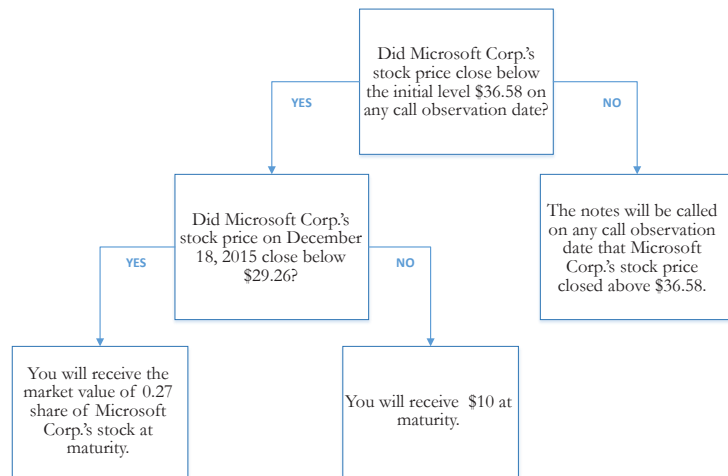 Did Microsoft Corp.'s
stock price close below
the initial level $36.58 on
any call observation date?
YES
NO
Did Microsoft Corp.'s
stock price on December
18, 2015 close below
$29.26?
The notes will be called
on any call observation
date that Microsoft
Corp.'s stock price
closed above $36.58.
YES
NO
You will receive the
market value of 0.27
share of Microsoft
Corp.'s stock at
maturity.
You will receive $10 at
maturity.